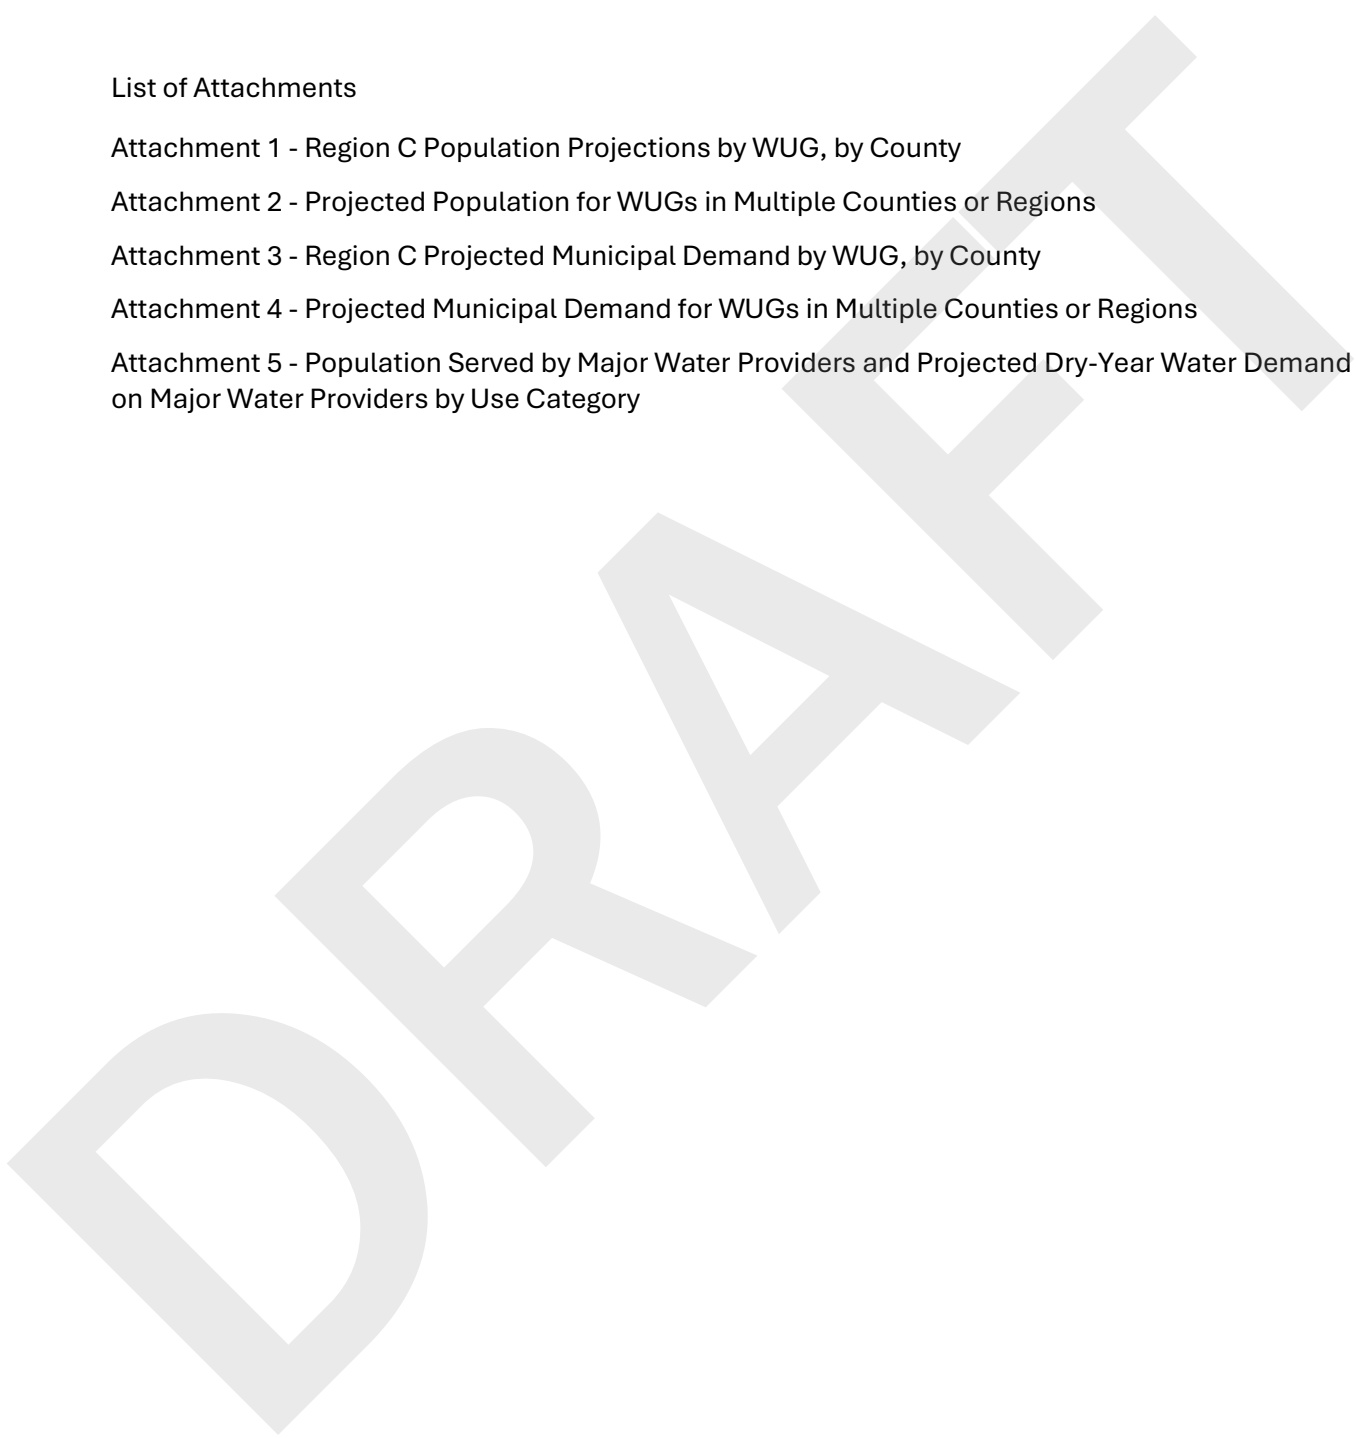 List of Attachments
Attachment 1 - Region C Population Projections by WUG, by County
Attachment 2 - Projected Population for WUGs in Multiple Counties or Regions
Attachment 3 - Region C Projected Municipal Demand by WUG, by County
Attachment 4 - Projected Municipal Demand for WUGs in Multiple Counties or Regions
Attachment 5 - Population Served by Major Water Providers and Projected Dry-Year Water Demand
on Major Water Providers by Use Category
DRAFT